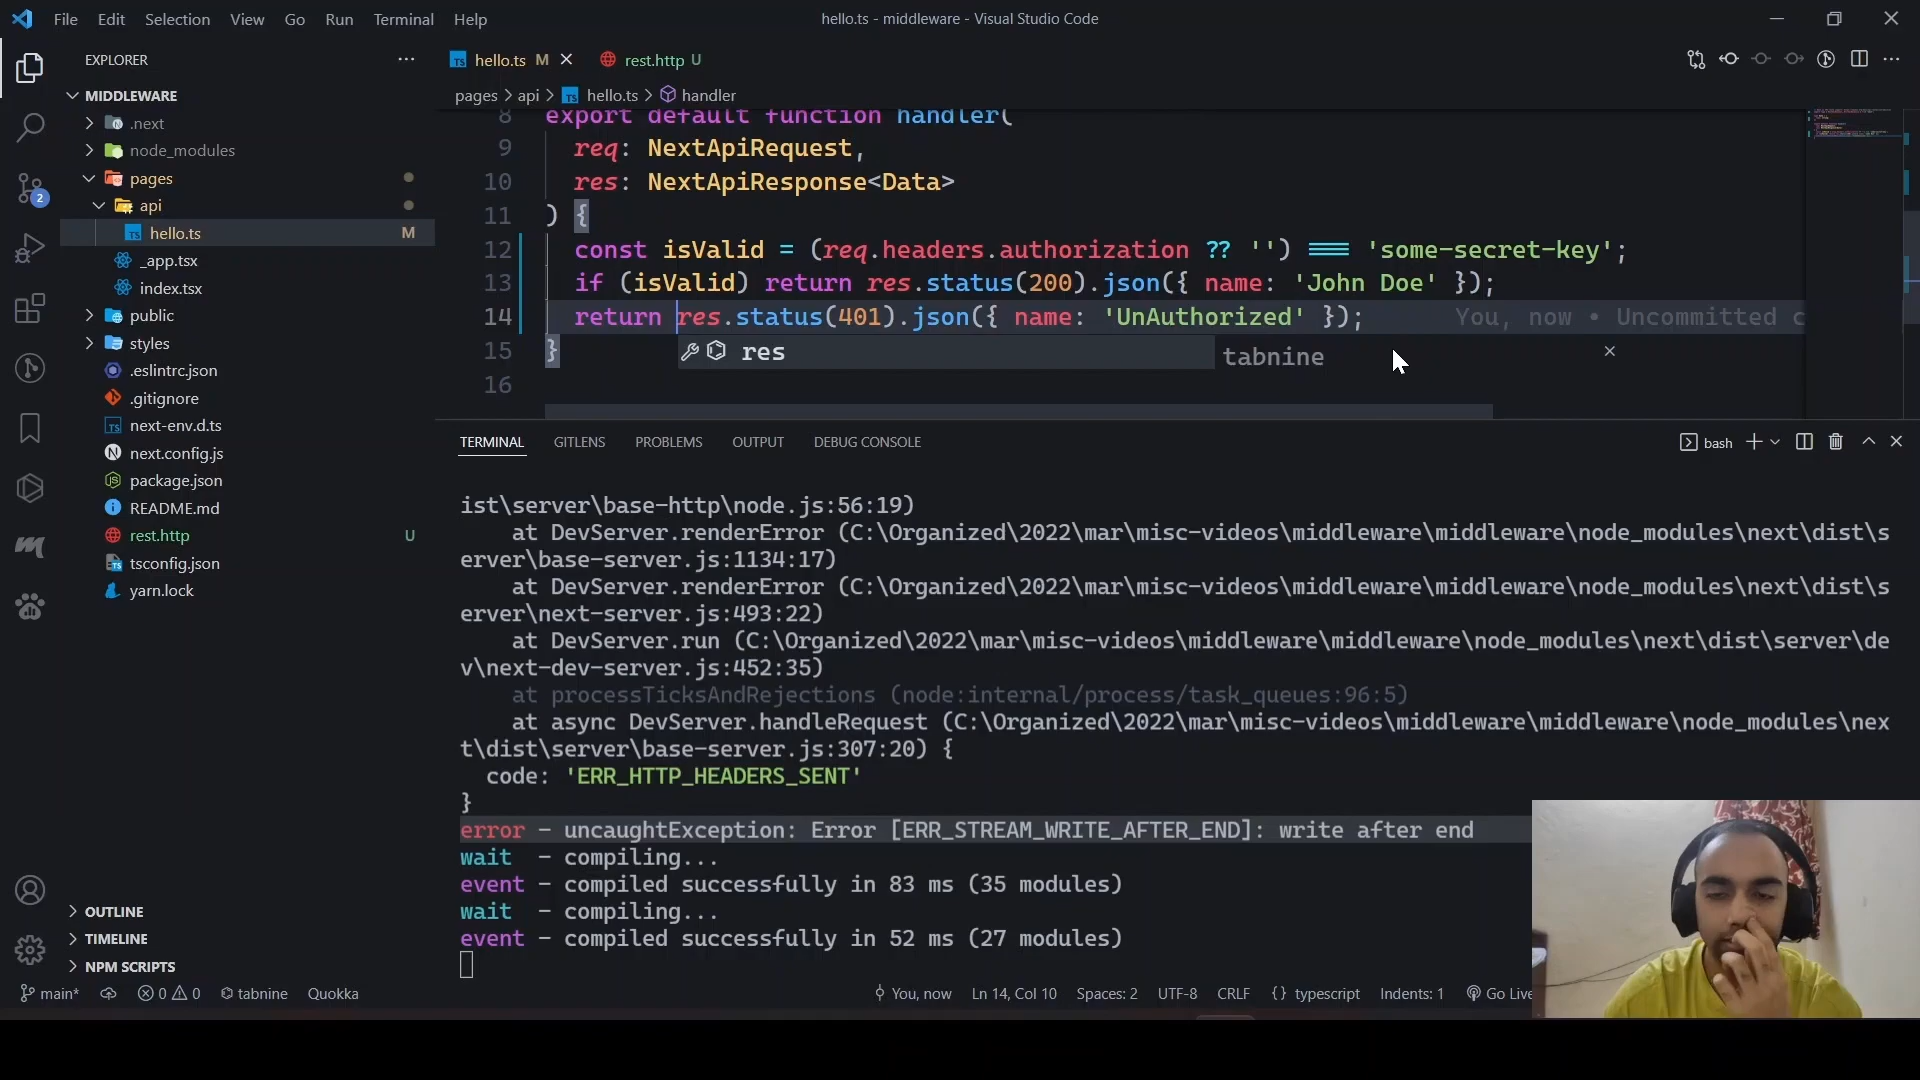 File Edit Selection View Go Run Terminal Help
hello.ts - middleware - Visual Studio Code
EXPLORER
MIDDLEWARE
.next
node_modules
pages
api
hello.ts M
_app.tsx
index.tsx
public
styles
.eslintrc.json
.gitignore
next-env.d.ts
next.config.js
package.json
README.md
rest.http U
tsconfig.json
yarn.lock
OUTLINE
TIMELINE
NPM SCRIPTS
2
hello.ts M rest.http U
pages > api > hello.ts > handler
8 export default function handler(
9 req: NextApiRequest,
10 res: NextApiResponse<Data>
11 ) {
12 const isValid = (req.headers.authorization ?? '') === 'some-secret-key';
13 if (isValid) return res.status(200).json({ name: 'John Doe' });
14 return res.status(401).json({ name: 'UnAuthorized' }); You, now • Uncommitted c
15 }
res tabnine
16
TERMINAL GITLENS PROBLEMS OUTPUT DEBUG CONSOLE
bash
ist\server\base-http\node.js:56:19)
at DevServer.renderError (C:\Organized\2022\mar\misc-videos\middleware\middleware\node_modules\next\dist\s
erver\base-server.js:1134:17)
at DevServer.renderError (C:\Organized\2022\mar\misc-videos\middleware\middleware\node_modules\next\dist\s
erver\next-server.js:493:22)
at DevServer.run (C:\Organized\2022\mar\misc-videos\middleware\middleware\node_modules\next\dist\server\de
v\next-dev-server.js:452:35)
at processTicksAndRejections (node:internal/process/task_queues:96:5)
at async DevServer.handleRequest (C:\Organized\2022\mar\misc-videos\middleware\middleware\node_modules\nex
t\dist\server\base-server.js:307:20) {
code: 'ERR_HTTP_HEADERS_SENT'
}
error - uncaughtException: Error [ERR_STREAM_WRITE_AFTER_END]: write after end
wait - compiling...
event - compiled successfully in 83 ms (35 modules)
wait - compiling...
event - compiled successfully in 52 ms (27 modules)
main* 0 0 tabnine Quokka You, now Ln 14, Col 10 Spaces: 2 UTF-8 CRLF {} typescript Indents: 1 Go Live